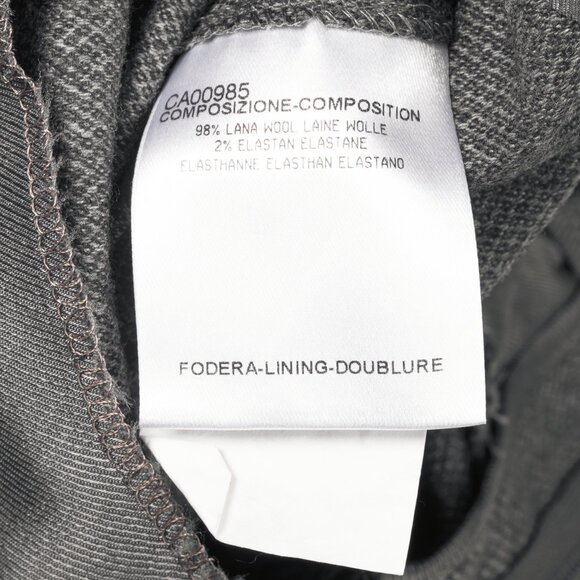 CA00985
COMPOSIZIONE-COMPOSITION
98% LANA WOOL LAINE WOLLE
2% ELASTAN ELASTANE
ELASTHANNE ELASTHAN ELASTANO
FODERA-LINING-DOUBLURE